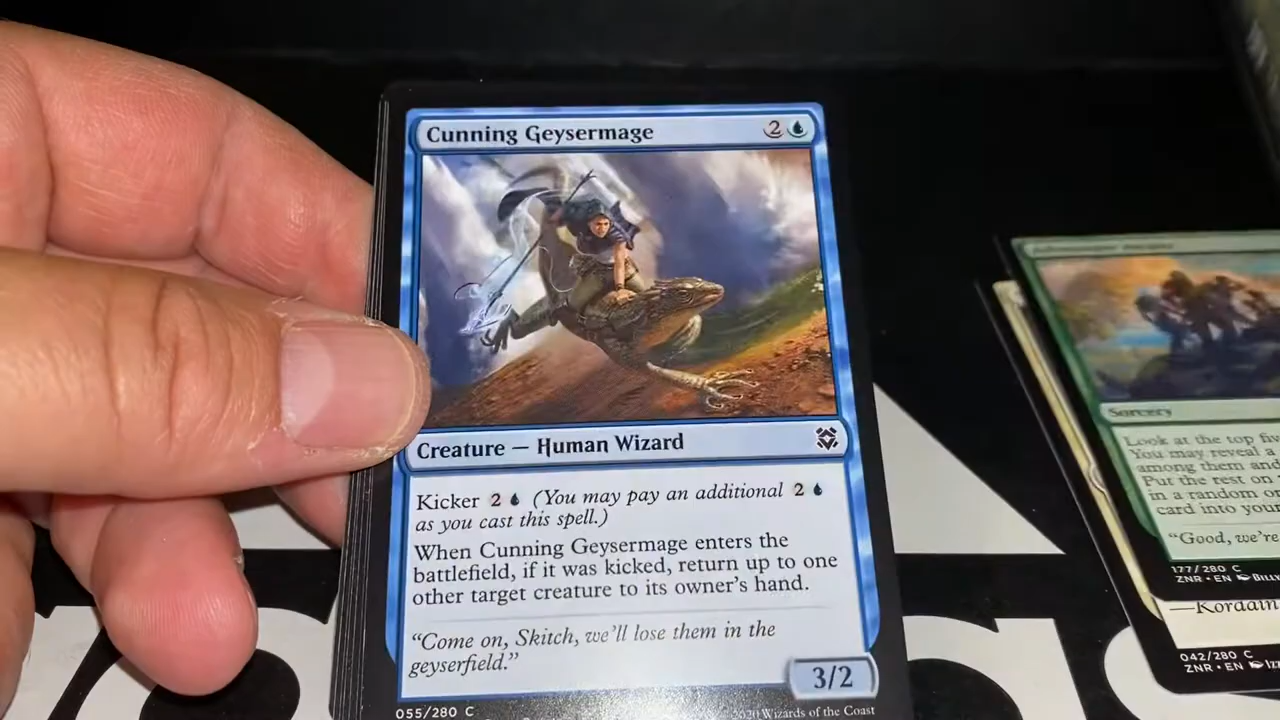 Cunning Geysermage 2
Creature — Human Wizard
Kicker 2 (You may pay an additional 2
as you cast this spell.)
When Cunning Geysermage enters the
battlefield, if it was kicked, return up to one
other target creature to its owner's hand.
"Come on, Skitch, we'll lose them in the
geyserfield."
3/2
055/280 C
2020 Wizards of the Coast
Sorcery
Look at the top fiv
You may reveal a
among them and
Put the rest on
in a random or
card into your
"Good, we're
177/280 C
ZNR • EN BILLY
—Kordain
042/280 C
ZNR • EN IZZ